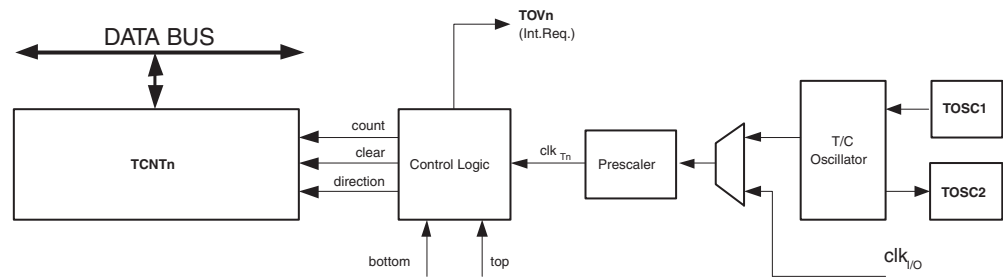 TOVn
(Int.Req.)
DATA BUS
TCNTn
count
clear
direction
Control Logic
clkTn
Prescaler
T/C
Oscillator
TOSC1
TOSC2
bottom
top
clkI/O